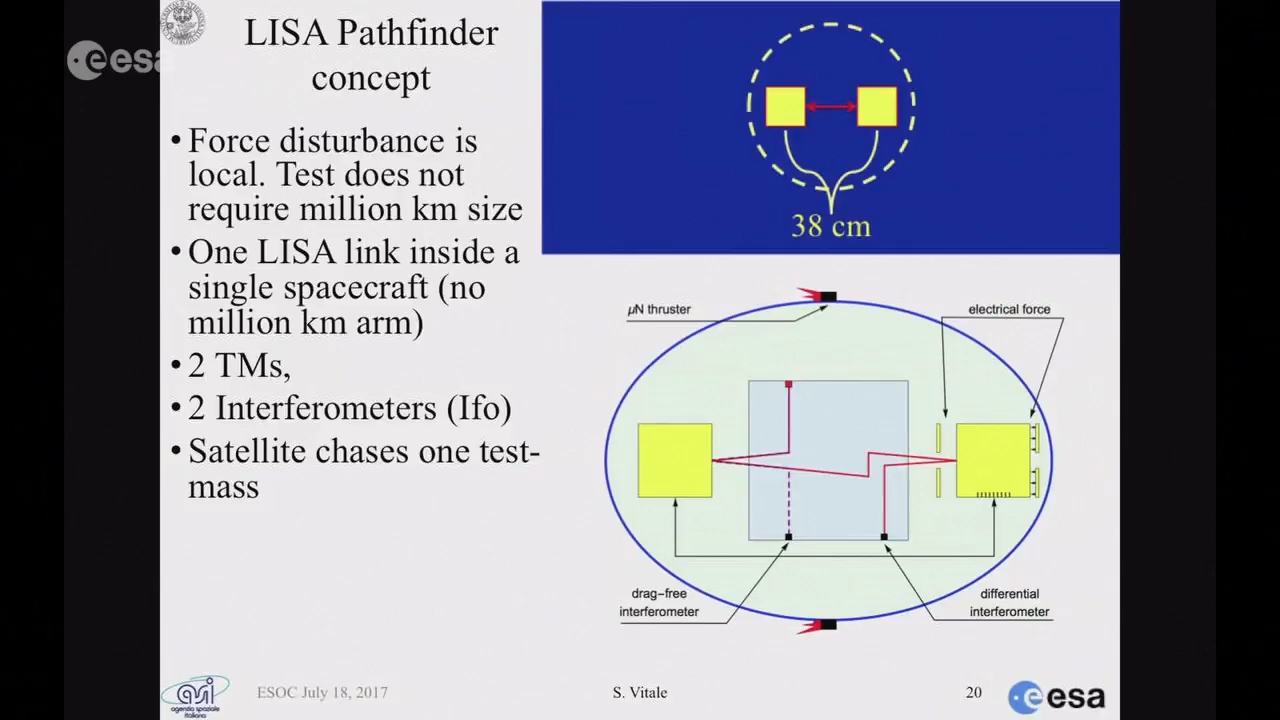 esa
LISA Pathfinder
concept
• Force disturbance is
local. Test does not
require million km size
• One LISA link inside a
single spacecraft (no
million km arm)
• 2 TMs,
• 2 Interferometers (Ifo)
• Satellite chases one test-
mass
38 cm
μN thruster
electrical force
drag-free
interferometer
differential
interferometer
asi
agenzia spaziale
italiana
ESOC July 18, 2017
S. Vitale
20
esa